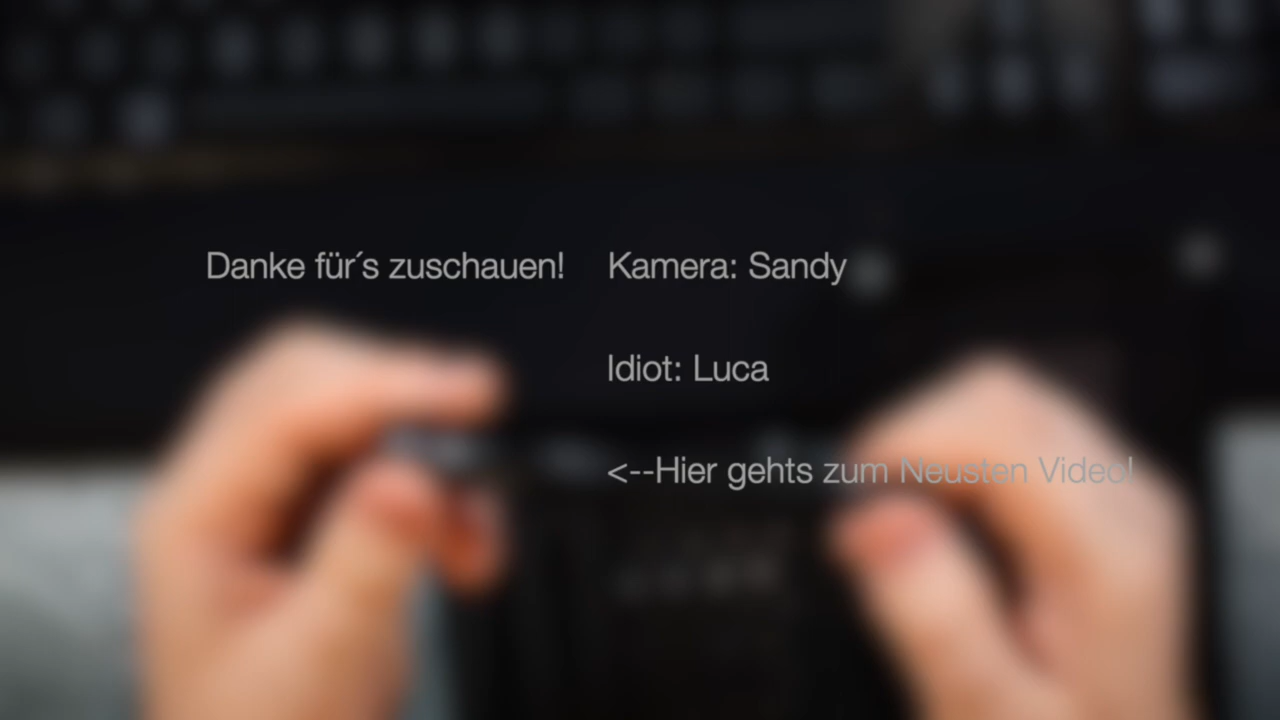 Danke für´s zuschauen!
Kamera: Sandy
Idiot: Luca
<--Hier gehts zum Neusten Video!